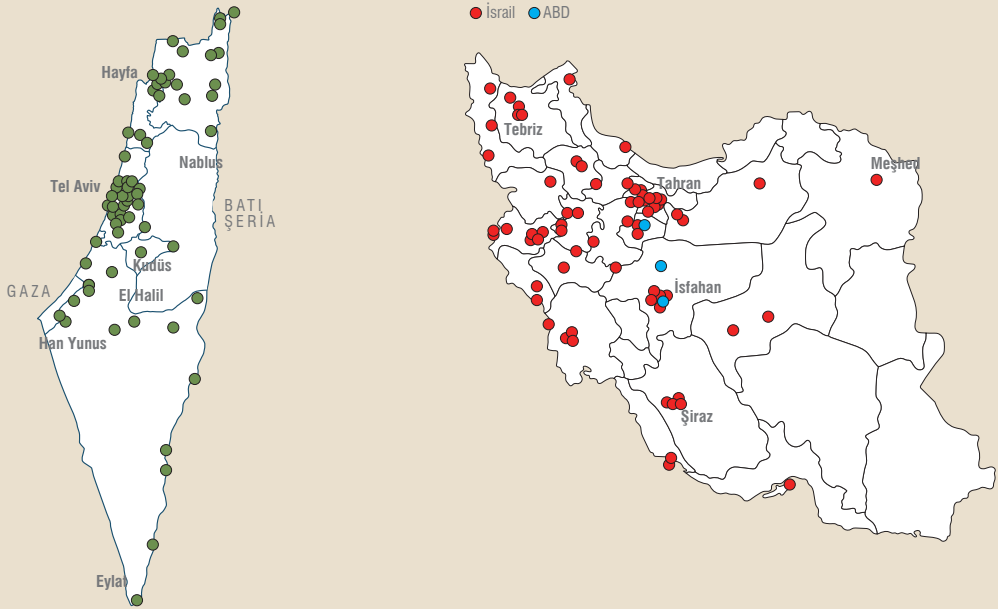 İsrail ABD
Hayfa
Nablus
Tel Aviv
BATI
ŞERİA
Kudüs
GAZA
El Halil
Han Yunus
Eylat
Tebriz
Meşhed
Tahran
İsfahan
Şiraz